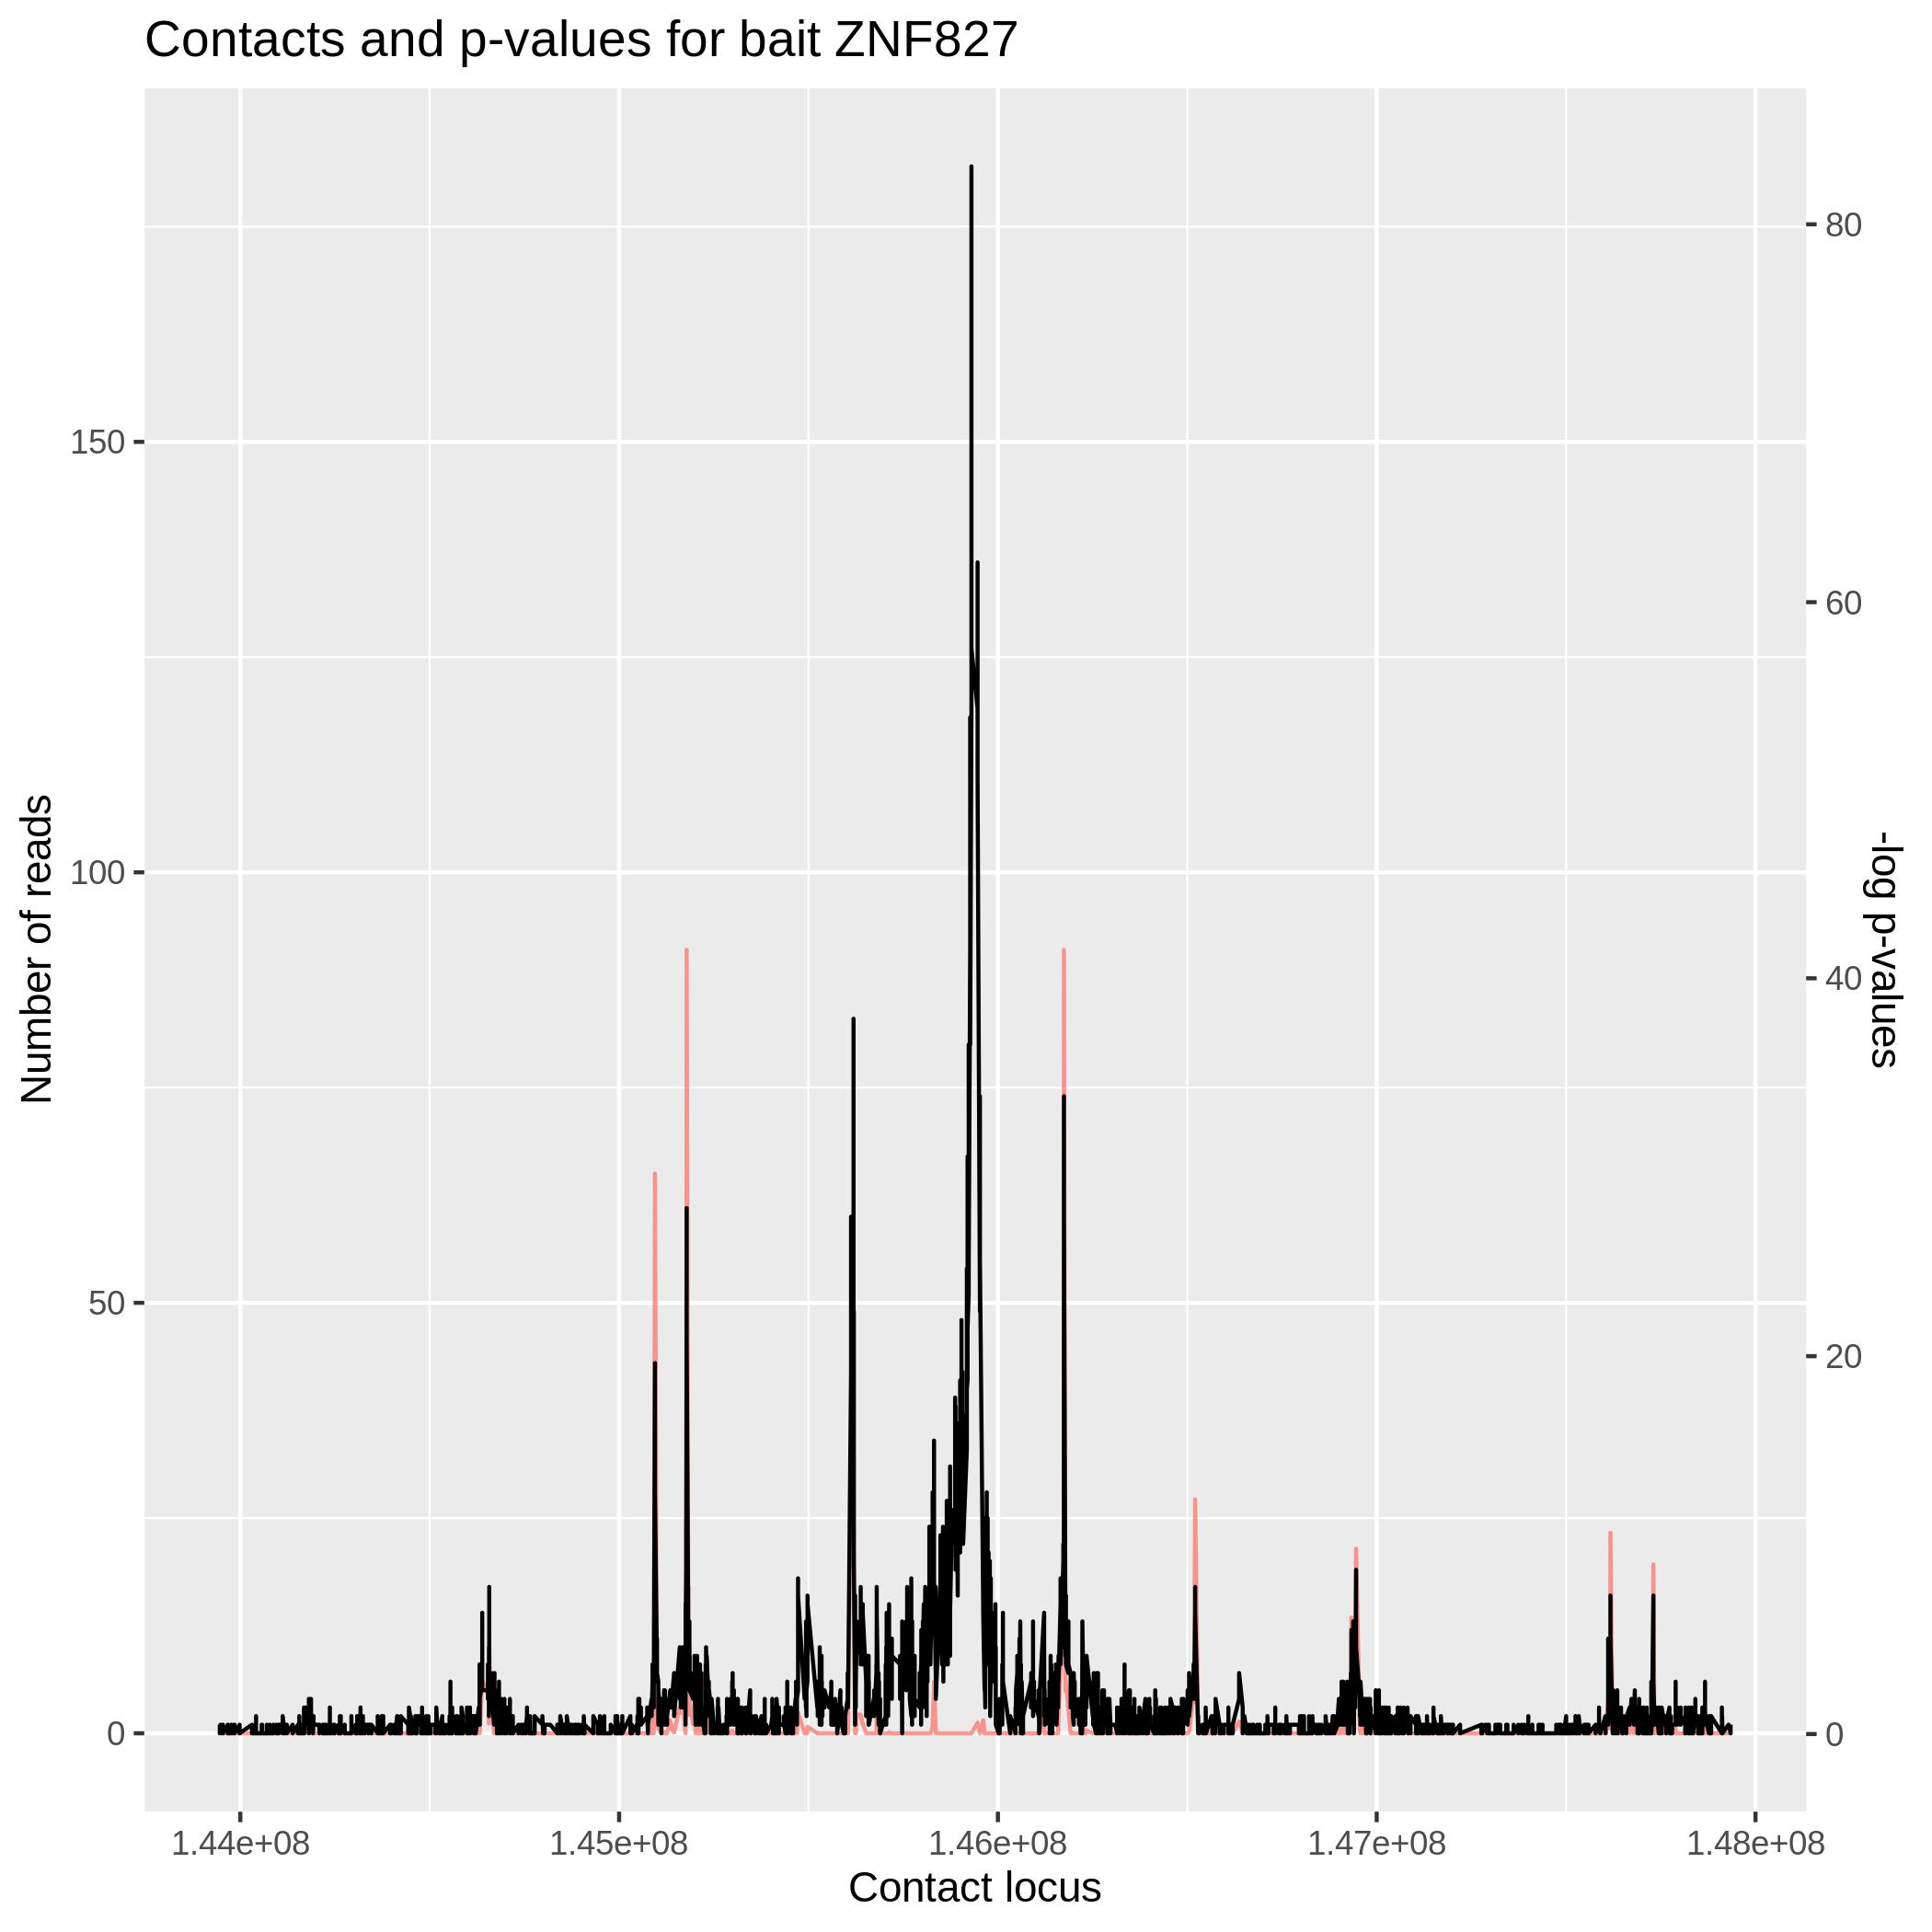 Contacts and p-values for bait ZNF827
Number of reads
150
100
50
0
80
60
40
20
0
-log p-values
1.44e+08
1.45e+08
1.46e+08
1.47e+08
1.48e+08
Contact locus